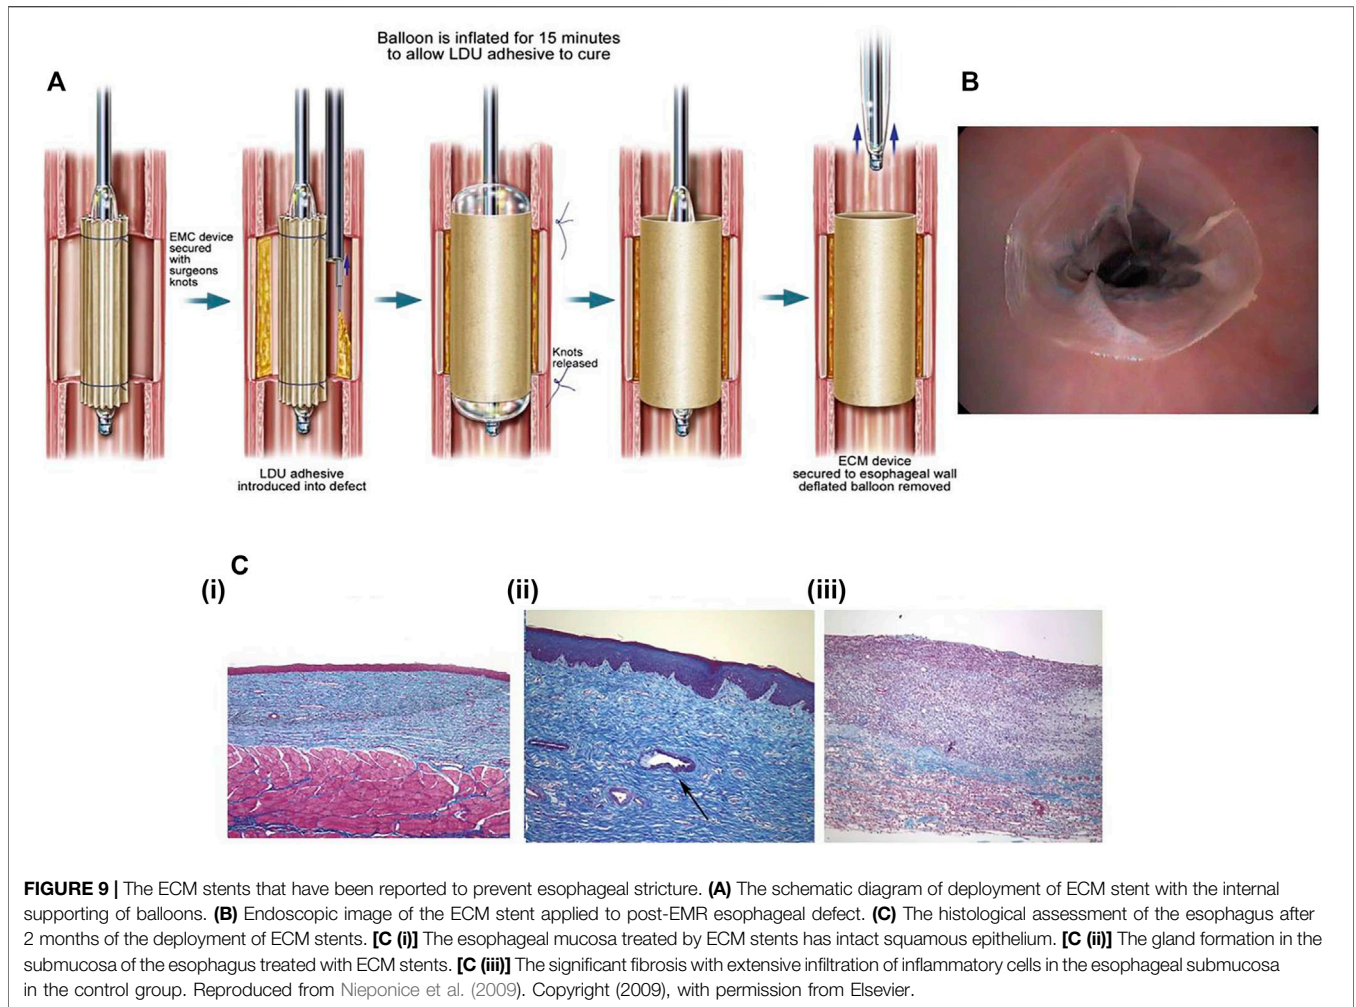 Balloon is inflated for 15 minutes
to allow LDU adhesive to cure
A
B
EMC device
secured
with
surgeons
knots
Knots
released
LDU adhesive
introduced into defect
ECM device
secured to esophageal wall
deflated balloon removed
C
(i)
(ii)
(iii)
FIGURE 9 | The ECM stents that have been reported to prevent esophageal stricture. (A) The schematic diagram of deployment of ECM stent with the internal
supporting of balloons. (B) Endoscopic image of the ECM stent applied to post-EMR esophageal defect. (C) The histological assessment of the esophagus after
2 months of the deployment of ECM stents. [C (i)] The esophageal mucosa treated by ECM stents has intact squamous epithelium. [C (ii)] The gland formation in the
submucosa of the esophagus treated with ECM stents. [C (iii)] The significant fibrosis with extensive infiltration of inflammatory cells in the esophageal submucosa
in the control group. Reproduced from Nieponice et al. (2009). Copyright (2009), with permission from Elsevier.